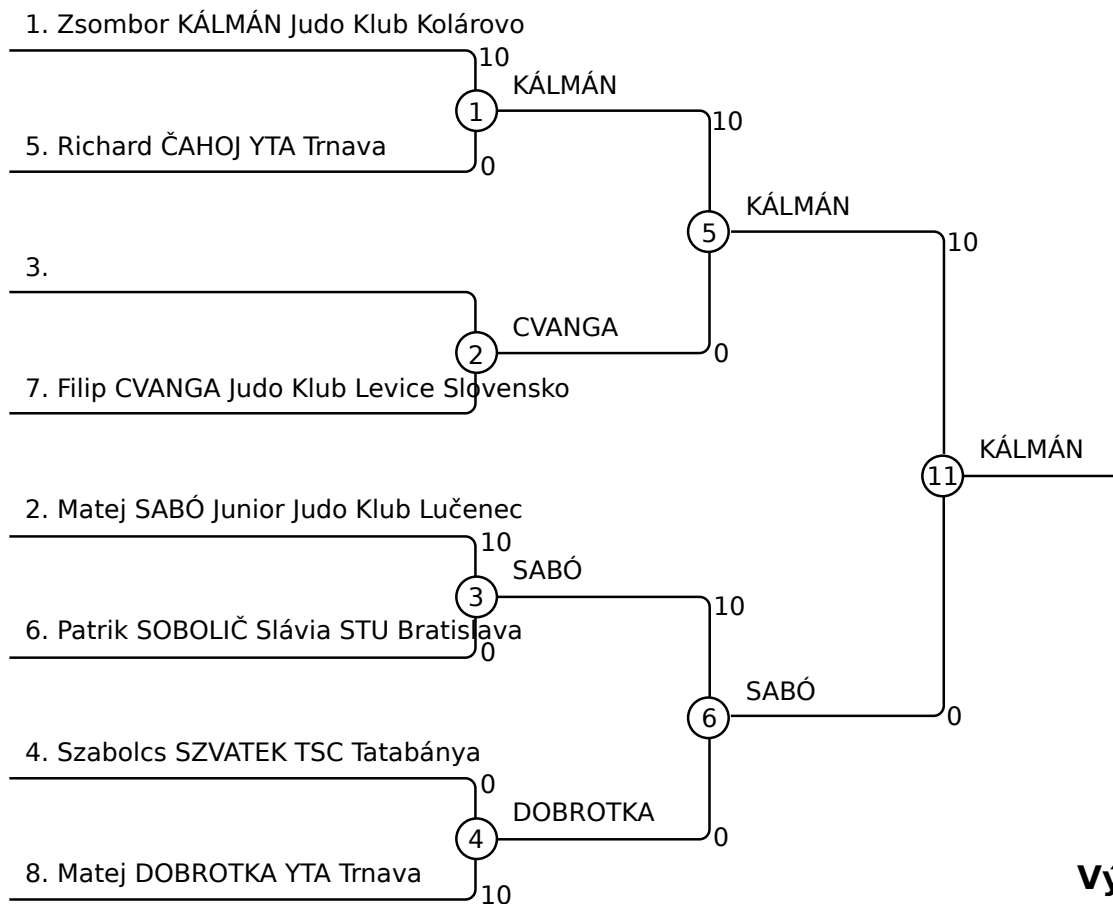 1. Zsombor KÁLMÁN Judo Klub Kolárovo
10
KÁLMÁN
1
10
5. Richard ČAHOJ YTA Trnava
0
KÁLMÁN
5
10
3.
CVANGA
2
0
7. Filip CVANGA Judo Klub Levice Slovensko
KÁLMÁN
11
2. Matej SABÓ Junior Judo Klub Lučenec
10
SABÓ
3
10
6. Patrik SOBOLIČ Slávia STU Bratislava
0
SABÓ
6
0
4. Szabolcs SZVATEK TSC Tatabánya
0
DOBROTKA
4
0
8. Matej DOBROTKA YTA Trnava
10